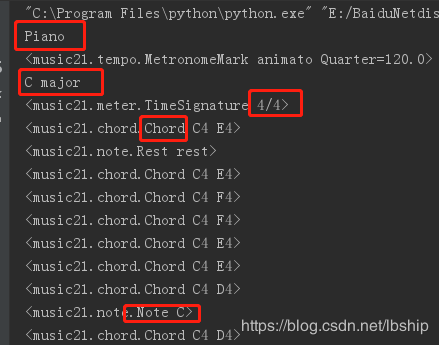 "C:\Program Files\python\python.exe" "E:/BaiduNetdis
Piano
<music21.tempo.MetronomeMark animato Quarter=120.0>
C major
<music21.meter.TimeSignature 4/4>
<music21.chord.Chord C4 E4>
<music21.note.Rest rest>
<music21.chord.Chord C4 E4>
<music21.chord.Chord C4 F4>
<music21.chord.Chord C4 F4>
<music21.chord.Chord C4 E4>
<music21.chord.Chord C4 E4>
<music21.chord.Chord C4 D4>
<music21.note.Note C>
<music21.chord.Chord C4 D4>
https://blog.csdn.net/lbship